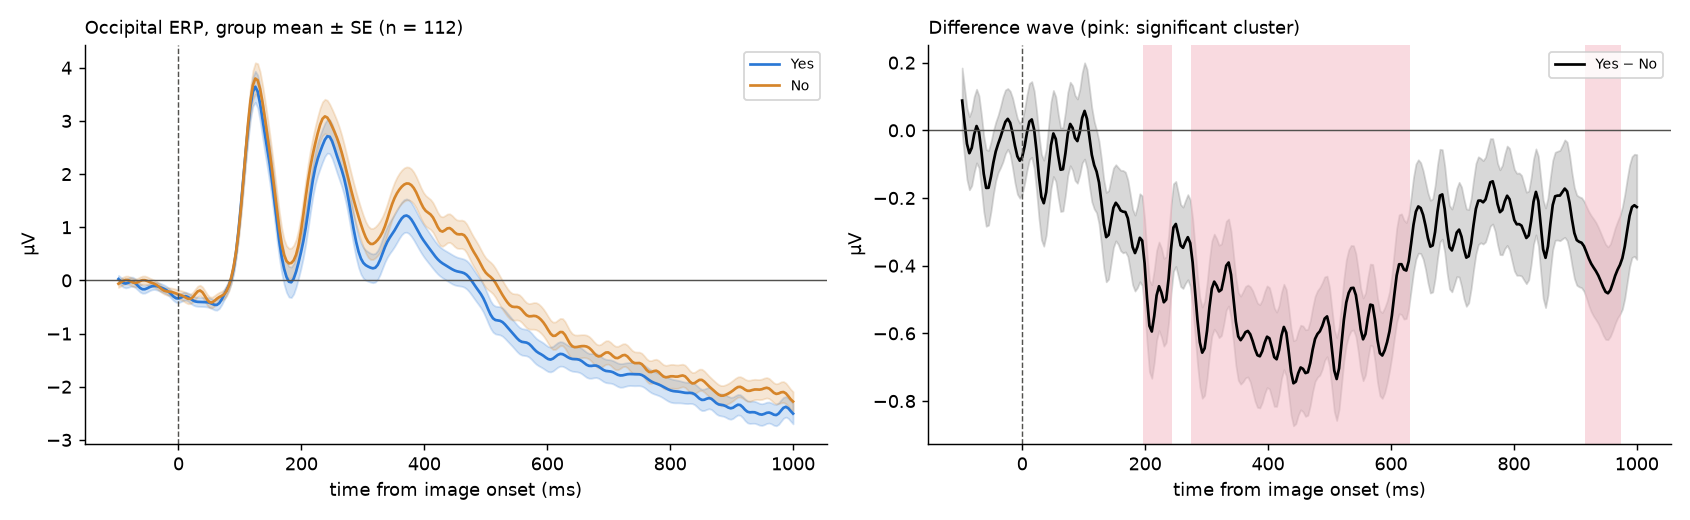 Occipital ERP, group mean ± SE (n = 112)
Yes
No
4
3
2
1
0
−1
−2
−3
µV
0
200
400
600
800
1000
time from image onset (ms)
Difference wave (pink: significant cluster)
Yes − No
0.2
0.0
−0.2
−0.4
−0.6
−0.8
µV
0
200
400
600
800
1000
time from image onset (ms)